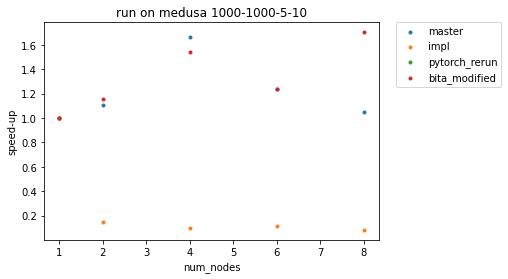 run on medusa 1000-1000-5-10
master
impl
pytorch_rerun
bita_modified
speed-up
1.6
1.4
1.2
1.0
0.8
0.6
0.4
0.2
1 2 3 4 5 6 7 8
num_nodes